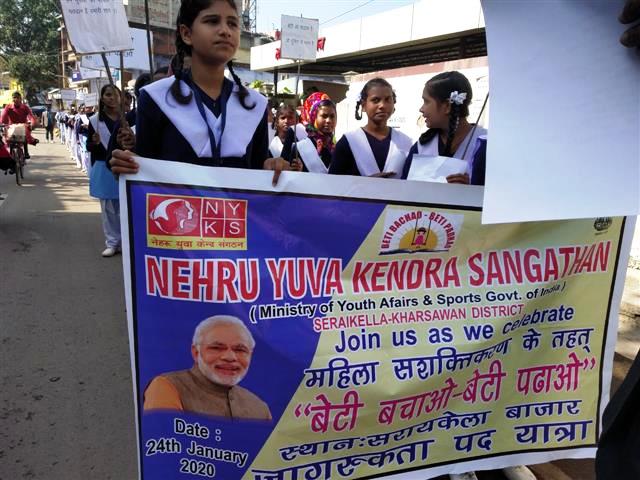 NYKS
नेहरू युवा केन्द्र संगठन
BETI BACHAO - BETI PADHAO
NEHRU YUVA KENDRA SANGATHAN
( Ministry of Youth Afairs & Sports Govt. of India )
SERAIKELLA-KHARSAWAN DISTRICT
Join us as we celebrate
महिला सशक्तिकरण के तहत्
“बेटी बचाओ-बेटी पढाओ”
स्थान:सरायकेला बाजार
जागरूकता पद यात्रा
Date :
24th January
2020